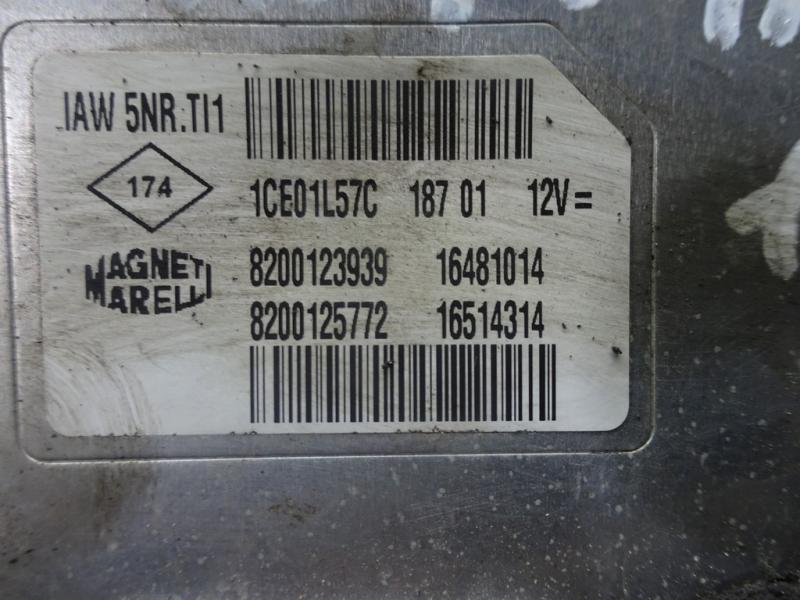 IAW 5NR.TI1
174
1CE01L57C 187 01 12V =
MAGNETI
MARELLI
8200123939 16481014
8200125772 16514314